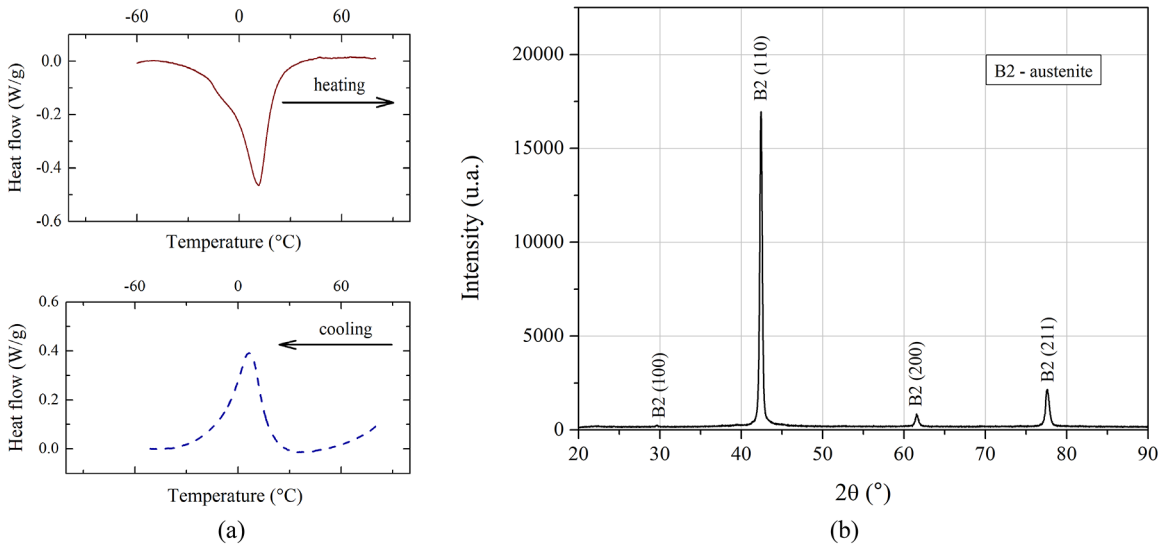 -60 0 60
0.0
-0.2
-0.4
-0.6
Heat flow (W/g)
heating
Temperature (°C)
-60 0 60
0.6
0.4
0.2
0.0
Heat flow (W/g)
cooling
Temperature (°C)
(a)
20000
15000
10000
5000
0
Intensity (u.a.)
B2 - austenite
B2 (100)
B2 (110)
B2 (200)
B2 (211)
20 30 40 50 60 70 80 90
2θ (°)
(b)